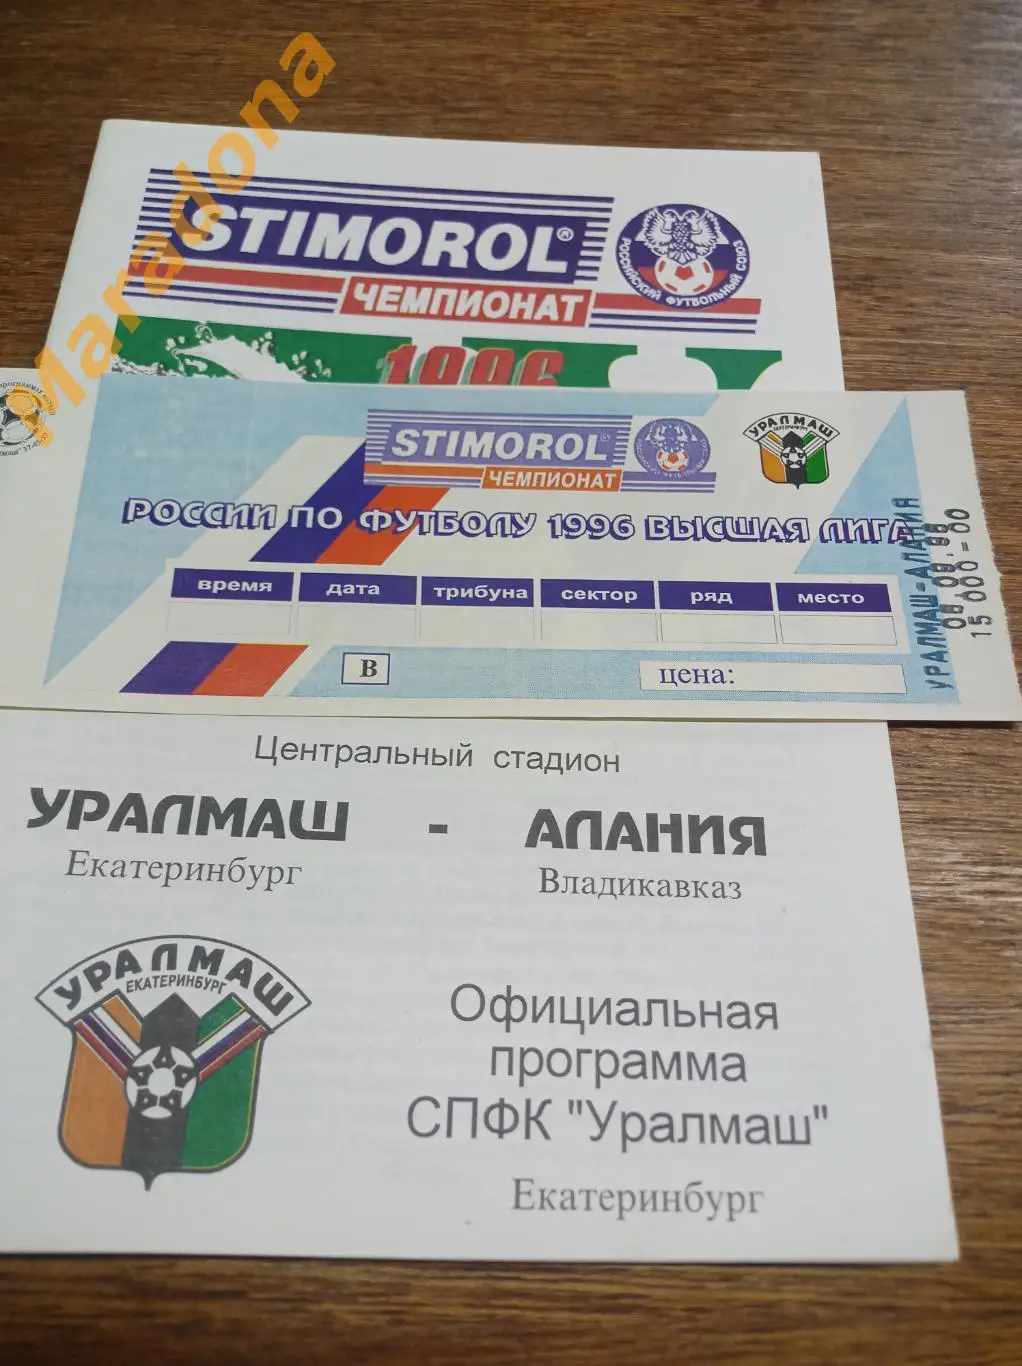 Maradona
STIMOROL®
ЧЕМПИОНАТ
РОССИЙСКИЙ ФУТБОЛЬНЫЙ СОЮЗ
1996
STIMOROL®
ЧЕМПИОНАТ
УРАЛМАШ
ЕКАТЕРИНБУРГ
РОССИИ ПО ФУТБОЛУ 1996 ВЫСШАЯ ЛИГА
время дата трибуна сектор ряд место
В
цена:
УРАЛМАШ-АЛАНИЯ
15 000-00
Центральный стадион
УРАЛМАШ - АЛАНИЯ
Екатеринбург Владикавказ
УРАЛМАШ
ЕКАТЕРИНБУРГ
Официальная
программа
СПФК "Уралмаш"
Екатеринбург